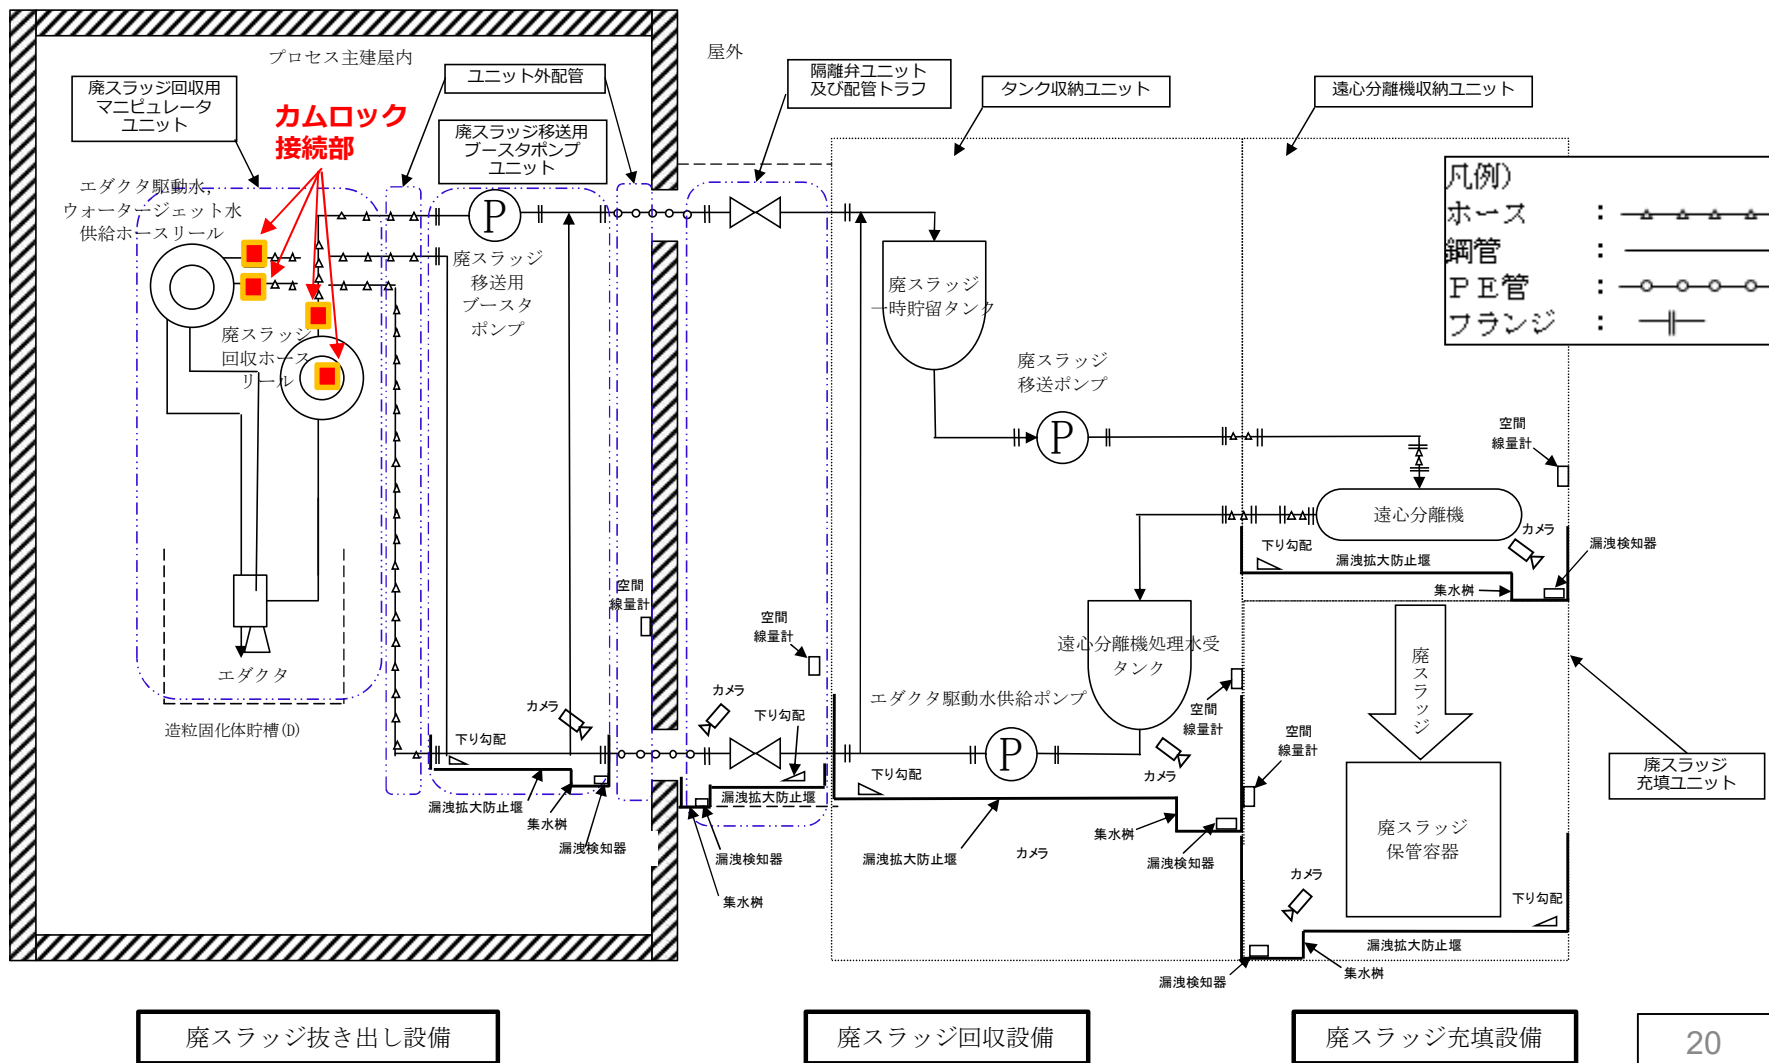 プロセス主建屋内
屋外
廃スラッジ回収用
マニピュレータ
ユニット
ユニット外配管
隔離弁ユニット
及び配管トラフ
タンク収納ユニット
遠心分離機収納ユニット
カムロック
接続部
廃スラッジ移送用
ブースタポンプ
ユニット
凡例)
ホース :
鋼管 :
PE管 :
フランジ :
エダクタ駆動水,
ウォータージェット水
供給ホースリール
P
廃スラッジ
移送用
ブースタ
ポンプ
廃スラッジ
一時貯留タンク
廃スラッジ
回収ホース
リール
廃スラッジ
移送ポンプ
P
空間
線量計
遠心分離機
カメラ
漏洩検知器
下り勾配
漏洩拡大防止堰
集水桝
空間
線量計
空間
線量計
遠心分離機処理水受
タンク
廃スラッジ
エダクタ
造粒固化体貯槽(D)
カメラ
カメラ
下り勾配
下り勾配
エダクタ駆動水供給ポンプ
P
空間
線量計
カメラ
空間
線量計
廃スラッジ
充填ユニット
漏洩拡大防止堰
集水桝
漏洩検知器
漏洩拡大防止堰
漏洩検知器
集水桝
下り勾配
漏洩拡大防止堰
カメラ
集水桝
漏洩検知器
廃スラッジ
保管容器
カメラ
下り勾配
漏洩拡大防止堰
集水桝
漏洩検知器
廃スラッジ抜き出し設備
廃スラッジ回収設備
廃スラッジ充填設備
20